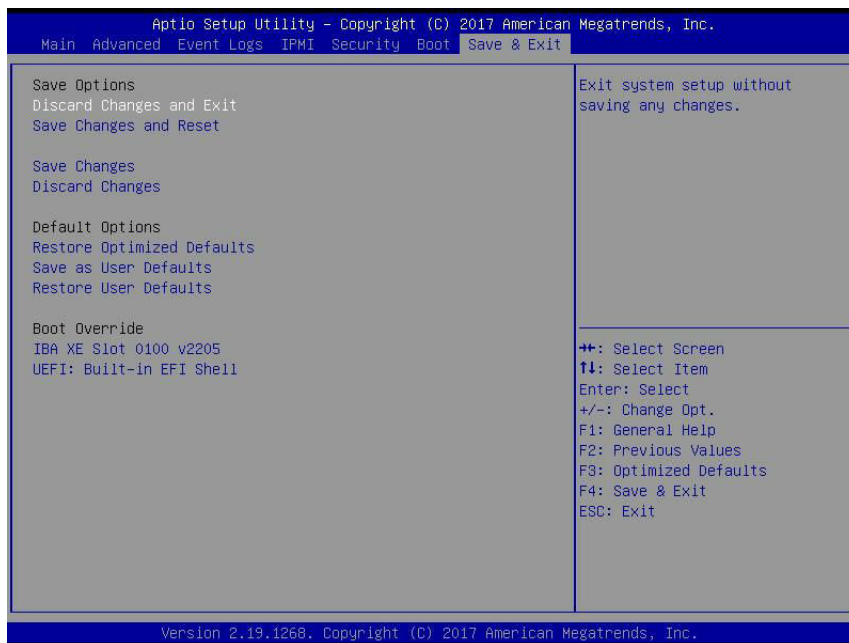 Aptio Setup Utility – Copyright (C) 2017 American Megatrends, Inc.
Main Advanced Event Logs IPMI Security Boot Save & Exit
Save Options
Discard Changes and Exit
Save Changes and Reset
Save Changes
Discard Changes
Default Options
Restore Optimized Defaults
Save as User Defaults
Restore User Defaults
Boot Override
IBA XE Slot 0100 v2205
UEFI: Built-in EFI Shell
Exit system setup without
saving any changes.
→←: Select Screen
↑↓: Select Item
Enter: Select
+/-: Change Opt.
F1: General Help
F2: Previous Values
F3: Optimized Defaults
F4: Save & Exit
ESC: Exit
Version 2.19.1268. Copyright (C) 2017 American Megatrends, Inc.